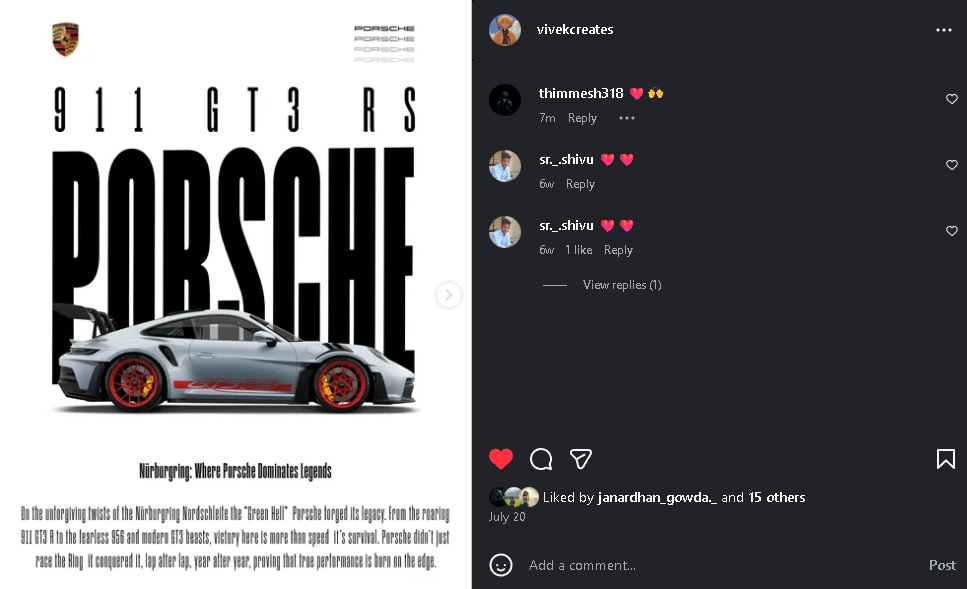 PORSCHE
PORSCHE
PORSCHE
PORSCHE
911 GT3 RS
PORSCHE
GT3 RS
Nürburgring: Where Porsche Dominates Legends
On the unforgiving twists of the Nürburgring Nordschleife the "Green Hell" Porsche forged its legacy. From the roaring
911 GT3 R to the fearless 956 and modern GT3 beasts, victory here is more than speed it's survival. Porsche didn't just
race the Ring it conquered it, lap after lap, year after year, proving that true performance is born on the edge.
vivekcreates
thimmesh318 ❤️🙌
7m Reply
sr._.shivu ❤️❤️
6w Reply
sr._.shivu ❤️❤️
6w 1 like Reply
View replies (1)
Liked by janardhan_gowda._ and 15 others
July 20
Add a comment...
Post